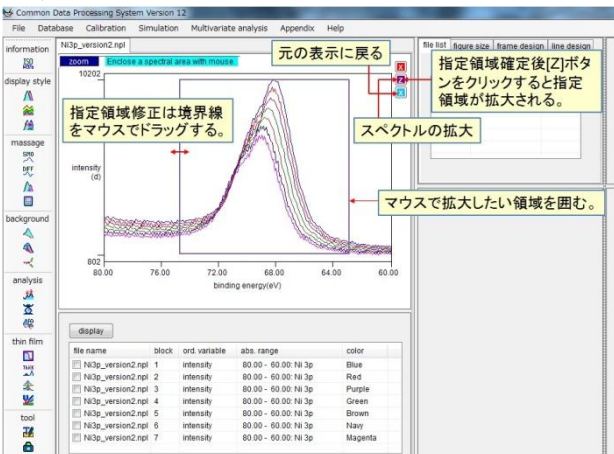 Common Data Processing System Version 12
File Database Calibration Simulation Multivariate analysis Appendix Help
information
display style
massage
SMO
DIFF
background
analysis
thin film
tool
Ni3p_version2.npl
zoom Enclose a spectral area with mouse.
元の表示に戻る
X
Z
X
指定領域修正は境界線
をマウスでドラッグする。
スペクトルの拡大
マウスで拡大したい領域を囲む。
10202
intensity
(d)
802
80.00 76.00 72.00 68.00 64.00 60.00
binding energy(eV)
file list figure size frame design line design
指定領域確定後[Z]ボタ
ンをクリックすると指定
領域が拡大される。
display
file name block ord. variable abs. range color
Ni3p_version2.npl 1 intensity 80.00 - 60.00: Ni 3p Blue
Ni3p_version2.npl 2 intensity 80.00 - 60.00: Ni 3p Red
Ni3p_version2.npl 3 intensity 80.00 - 60.00: Ni 3p Purple
Ni3p_version2.npl 4 intensity 80.00 - 60.00: Ni 3p Green
Ni3p_version2.npl 5 intensity 80.00 - 60.00: Ni 3p Brown
Ni3p_version2.npl 6 intensity 80.00 - 60.00: Ni 3p Navy
Ni3p_version2.npl 7 intensity 80.00 - 60.00: Ni 3p Magenta